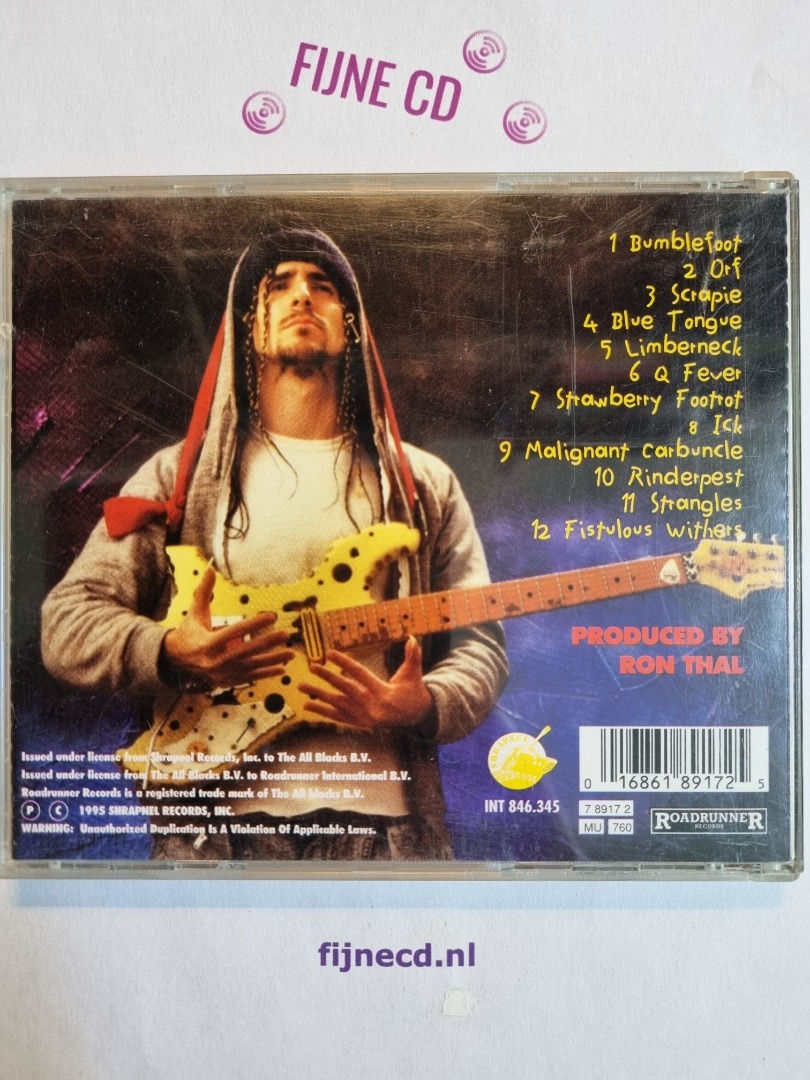 FIJNE CD
1 Bumblefoot
2 Orf
3 Scrapie
4 Blue Tongue
5 Limberneck
6 Q Fever
7 Strawberry Footrot
8 Ick
9 Malignant Carbuncle
10 Rinderpest
11 Strangles
12 Fistulous Withers
PRODUCED BY
RON THAL
Issued under license from Shrapnel Records, Inc. to The All Blacks B.V.
Issued under license from The All Blacks B.V. to Roadrunner International B.V.
Roadrunner Records is a registered trade mark of The All blacks B.V.
P C 1995 SHRAPNEL RECORDS, INC.
WARNING: Unauthorized Duplication Is A Violation Of Applicable Laws.
SHRAPNEL
RECORDS
INT 846.345
0 16861 89172 5
7 8917 2
MU 760
ROADRUNNER
RECORDS
fijnecd.nl